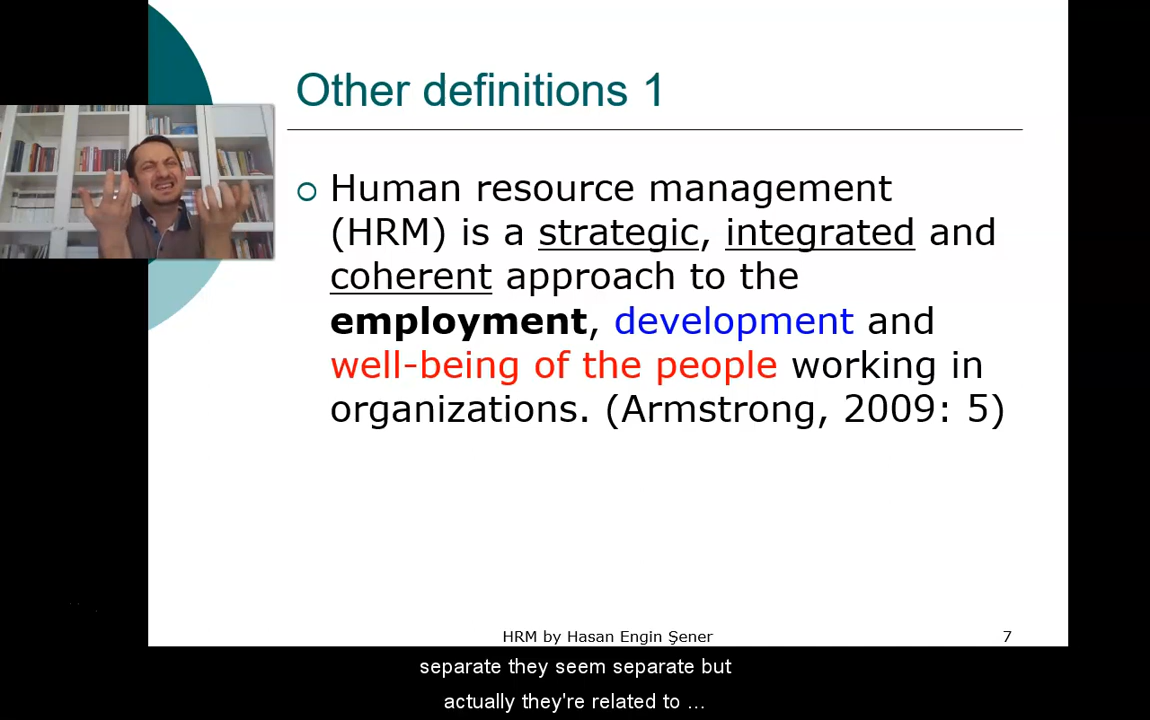 Other definitions 1
Human resource management
(HRM) is a strategic, integrated and
coherent approach to the
employment, development and
well-being of the people working in
organizations. (Armstrong, 2009: 5)
HRM by Hasan Engin Şener
7
separate they seem separate but
actually they're related to ...